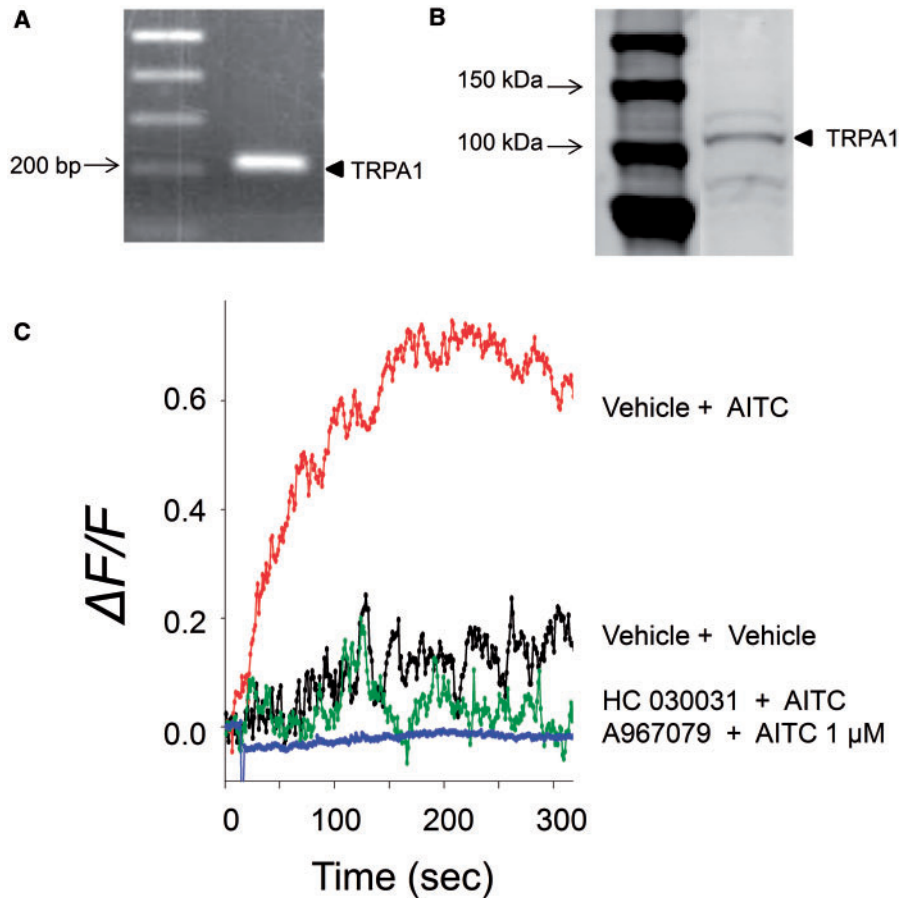 A
200 bp
TRPA1
B
150 kDa
100 kDa
TRPA1
C
ΔF/F
0.6
0.4
0.2
0.0
Vehicle + AITC
Vehicle + Vehicle
HC 030031 + AITC
A967079 + AITC 1 μM
0 100 200 300
Time (sec)